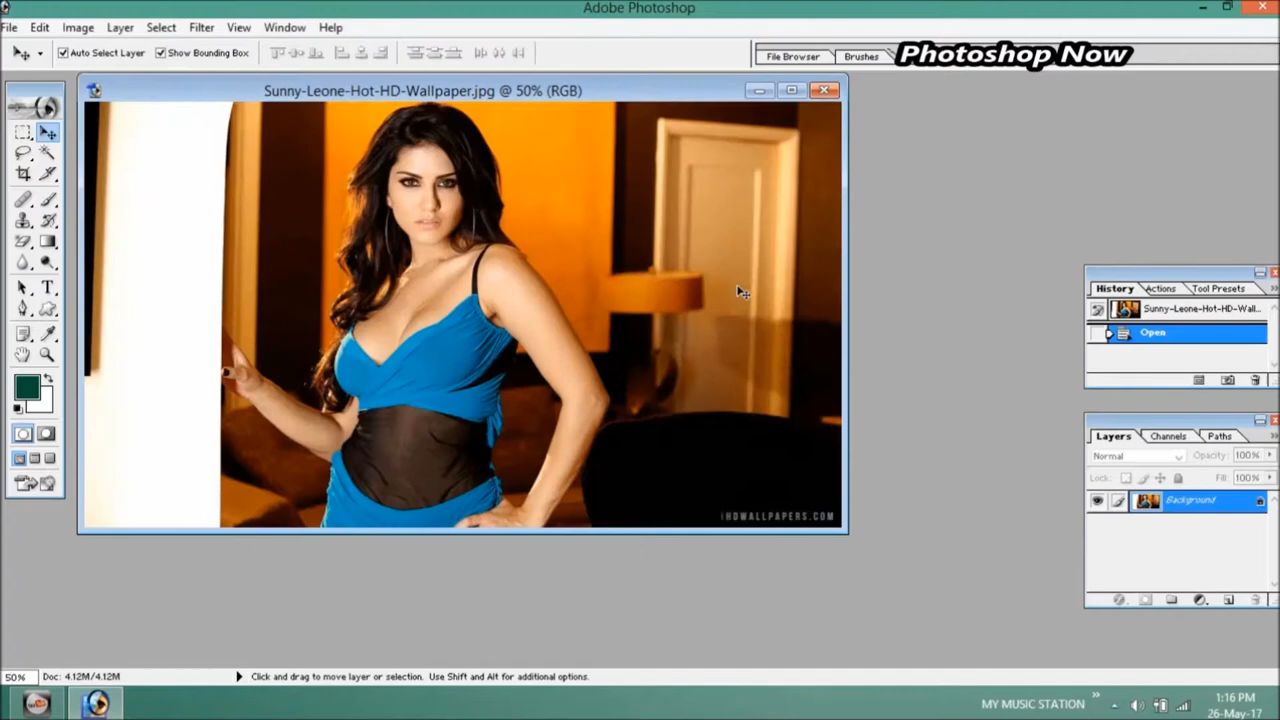 Adobe Photoshop
File Edit Image Layer Select Filter View Window Help
Auto Select Layer Show Bounding Box File Browser Brushes Photoshop Now
Sunny-Leone-Hot-HD-Wallpaper.jpg @ 50% (RGB)
HDWALLPAPERS.COM
History Actions Tool Presets
Sunny-Leone-Hot-HD-Wall...
Open
Layers Channels Paths
Normal Opacity: 100%
Lock: Fill: 100%
Background
50% Doc: 4.12M/4.12M Click and drag to move layer or selection. Use Shift and Alt for additional options.
MY MUSIC STATION
1:16 PM
26-May-17